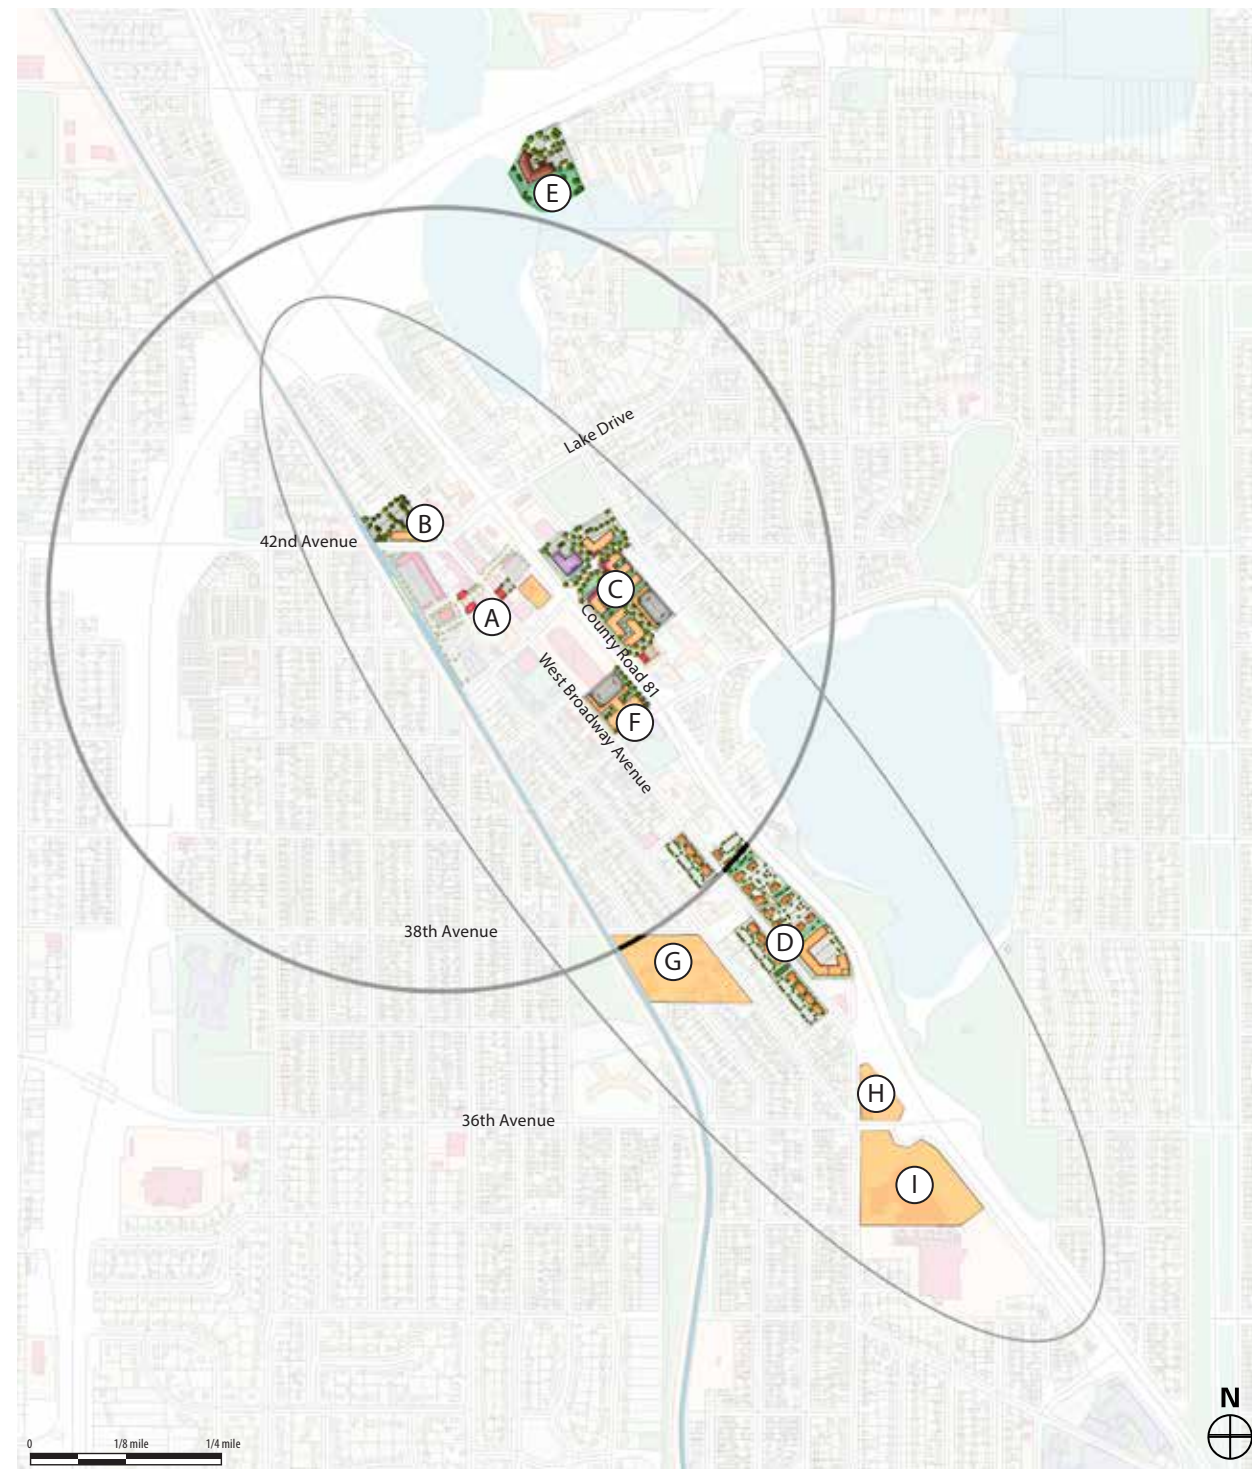 E
Lake Drive
B
42nd Avenue
C
A
County Road 81
West Broadway Avenue
F
38th Avenue
D
G
H
36th Avenue
I
N
0 1/8 mile 1/4 mile